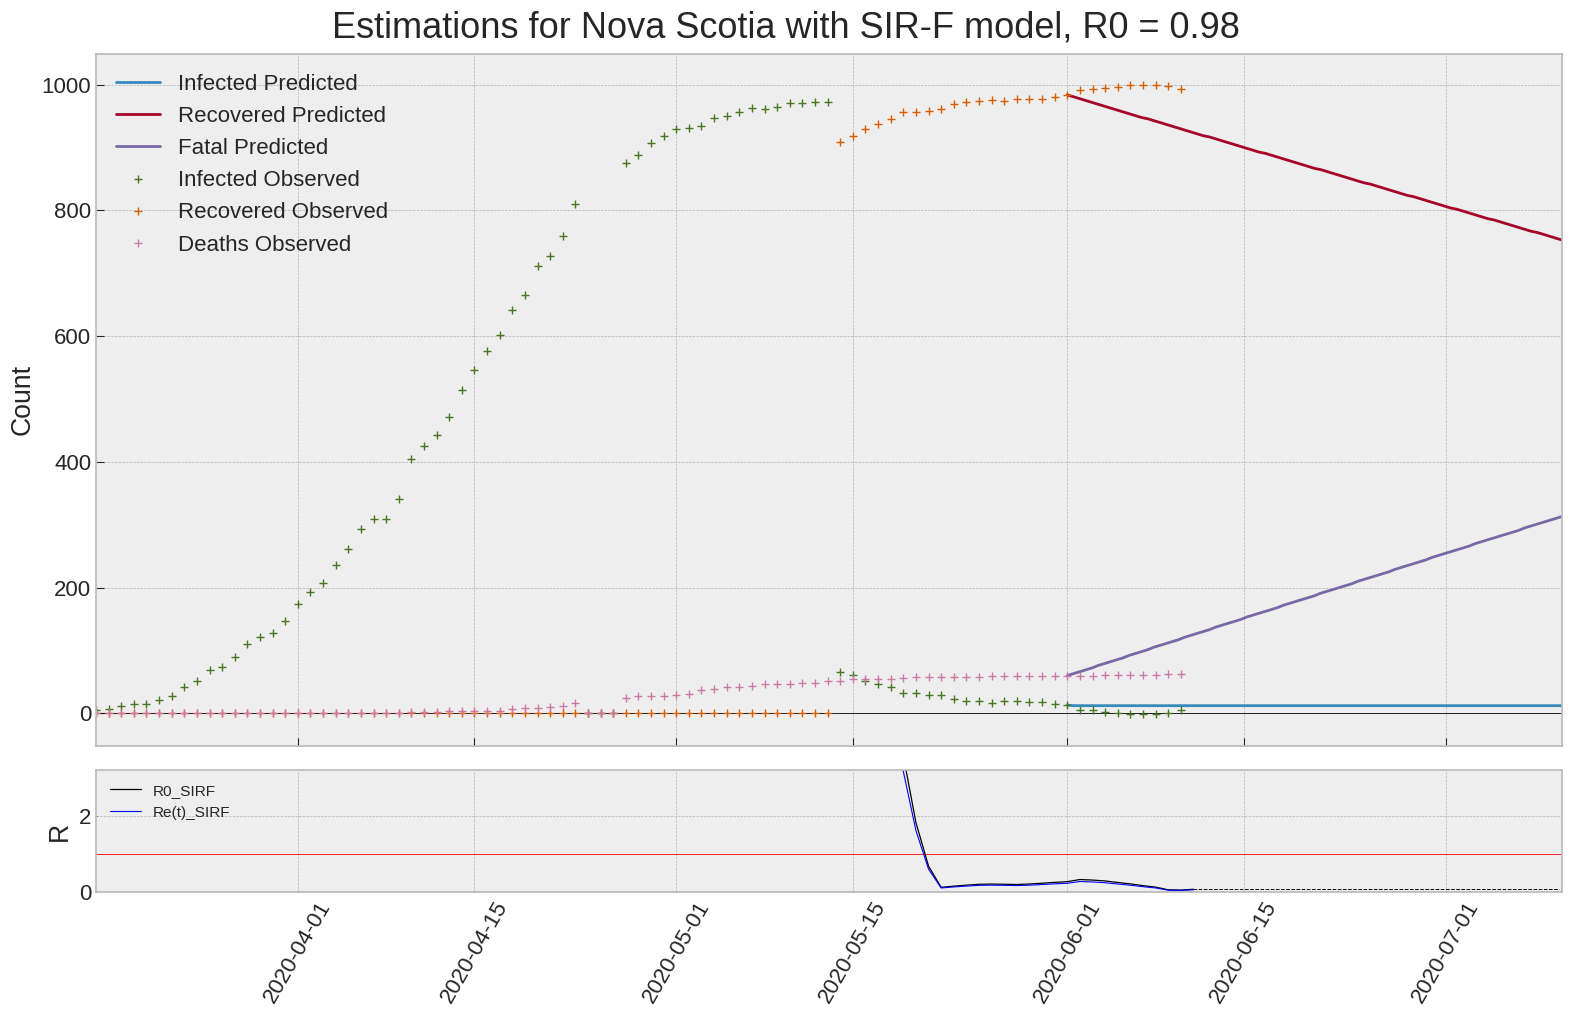 Estimations for Nova Scotia with SIR-F model, R0 = 0.98
Infected Predicted
Recovered Predicted
Fatal Predicted
Infected Observed
Recovered Observed
Deaths Observed
1000
800
600
400
200
0
Count
R0_SIRF
Re(t)_SIRF
2
0
R
2020-04-01
2020-04-15
2020-05-01
2020-05-15
2020-06-01
2020-06-15
2020-07-01